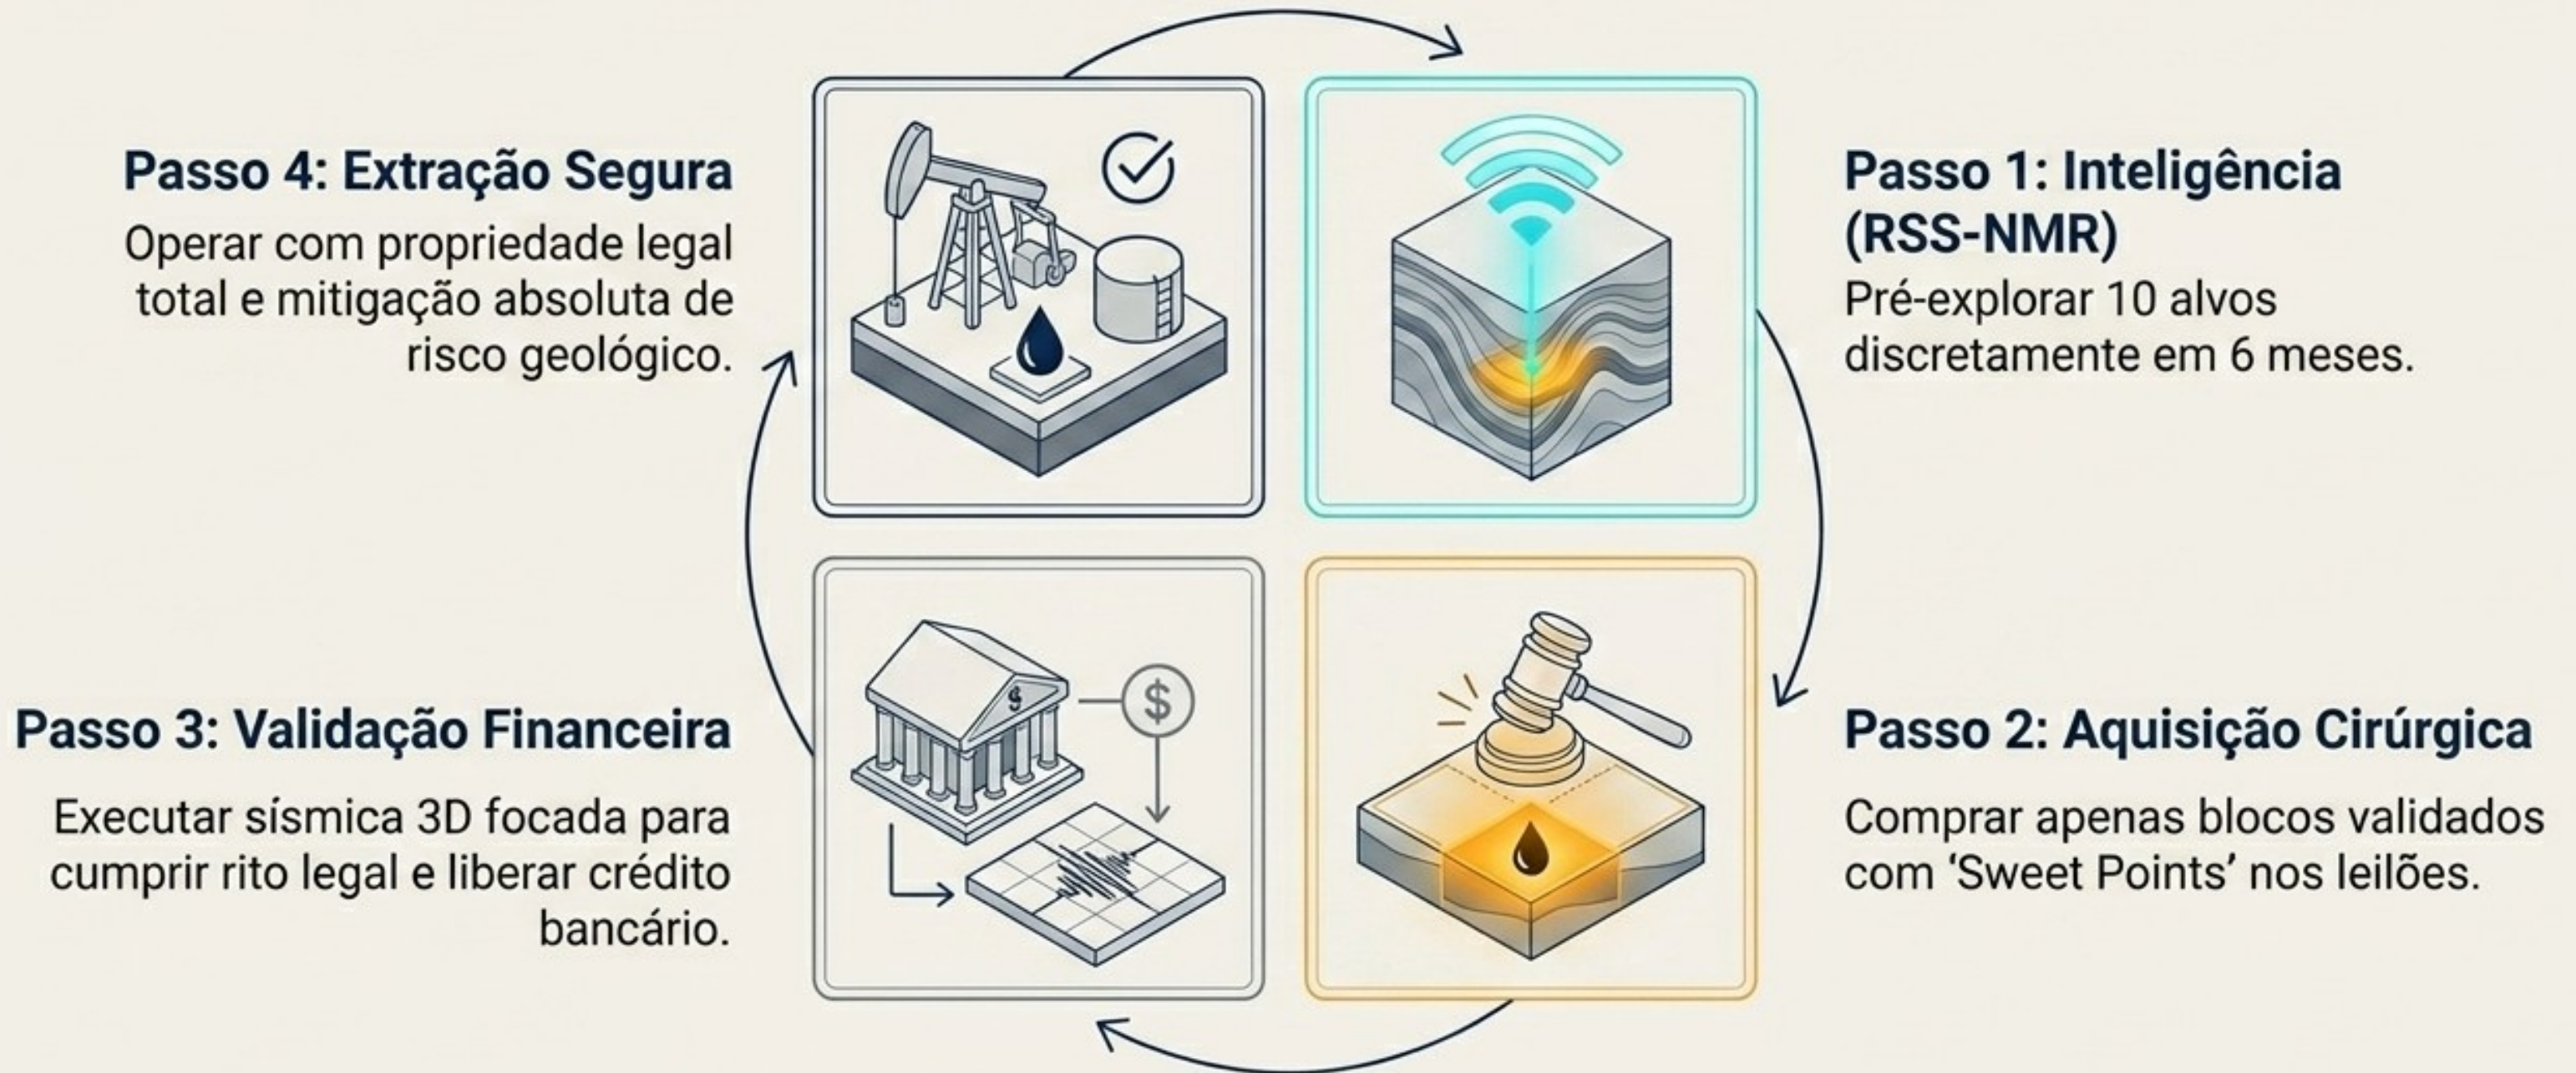 Passo 1: Inteligência
(RSS-NMR)
Pré-explorar 10 alvos
discretamente em 6 meses.
Passo 2: Aquisição Cirúrgica
Comprar apenas blocos validados
com ‘Sweet Points’ nos leilões.
Passo 3: Validação Financeira
Executar sísmica 3D focada para
cumprir rito legal e liberar crédito
bancário.
Passo 4: Extração Segura
Operar com propriedade legal
total e mitigação absoluta de
risco geológico.
$
$